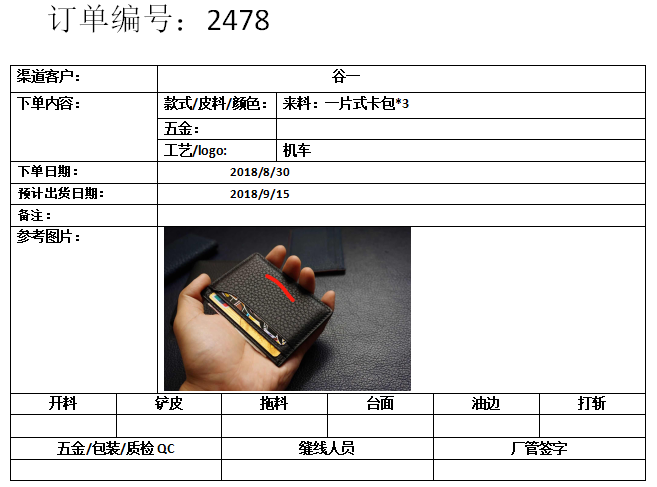 订单编号：2478
渠道客户： 谷一
下单内容： 款式/皮料/颜色： 来料：一片式卡包*3
五金：
工艺/logo: 机车
下单日期： 2018/8/30
预计出货日期： 2018/9/15
备注：
参考图片：
开料 铲皮 拖料 台面 油边 打斩
五金/包装/质检 QC 缝线人员 厂管签字